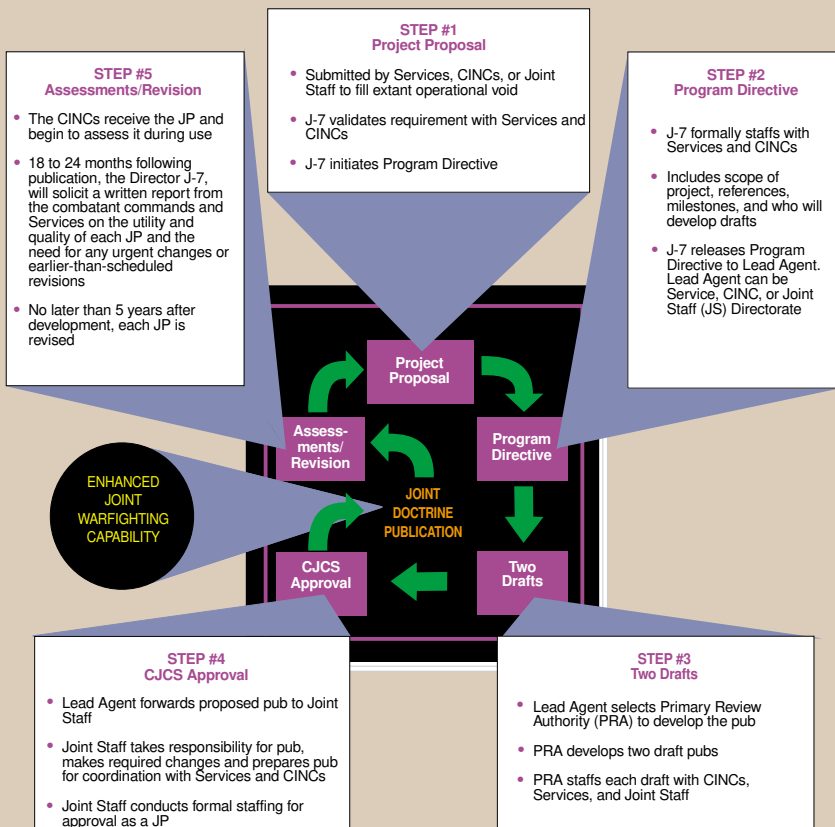 STEP #1
Project Proposal
• Submitted by Services, CINCs, or Joint
Staff to fill extant operational void
• J-7 validates requirement with Services and
CINCs
• J-7 initiates Program Directive
STEP #5
Assessments/Revision
• The CINCs receive the JP and
begin to assess it during use
• 18 to 24 months following
publication, the Director J-7,
will solicit a written report from
the combatant commands and
Services on the utility and
quality of each JP and the
need for any urgent changes or
earlier-than-scheduled
revisions
• No later than 5 years after
development, each JP is
revised
STEP #2
Program Directive
• J-7 formally staffs with
Services and CINCs
• Includes scope of
project, references,
milestones, and who will
develop drafts
• J-7 releases Program
Directive to Lead Agent.
Lead Agent can be
Service, CINC, or Joint
Staff (JS) Directorate
Project
Proposal
Assess-
ments/
Revision
Program
Directive
ENHANCED
JOINT
WARFIGHTING
CAPABILITY
JOINT
DOCTRINE
PUBLICATION
CJCS
Approval
Two
Drafts
STEP #4
CJCS Approval
• Lead Agent forwards proposed pub to Joint
Staff
• Joint Staff takes responsibility for pub,
makes required changes and prepares pub
for coordination with Services and CINCs
• Joint Staff conducts formal staffing for
approval as a JP
STEP #3
Two Drafts
• Lead Agent selects Primary Review
Authority (PRA) to develop the pub
• PRA develops two draft pubs
• PRA staffs each draft with CINCs,
Services, and Joint Staff